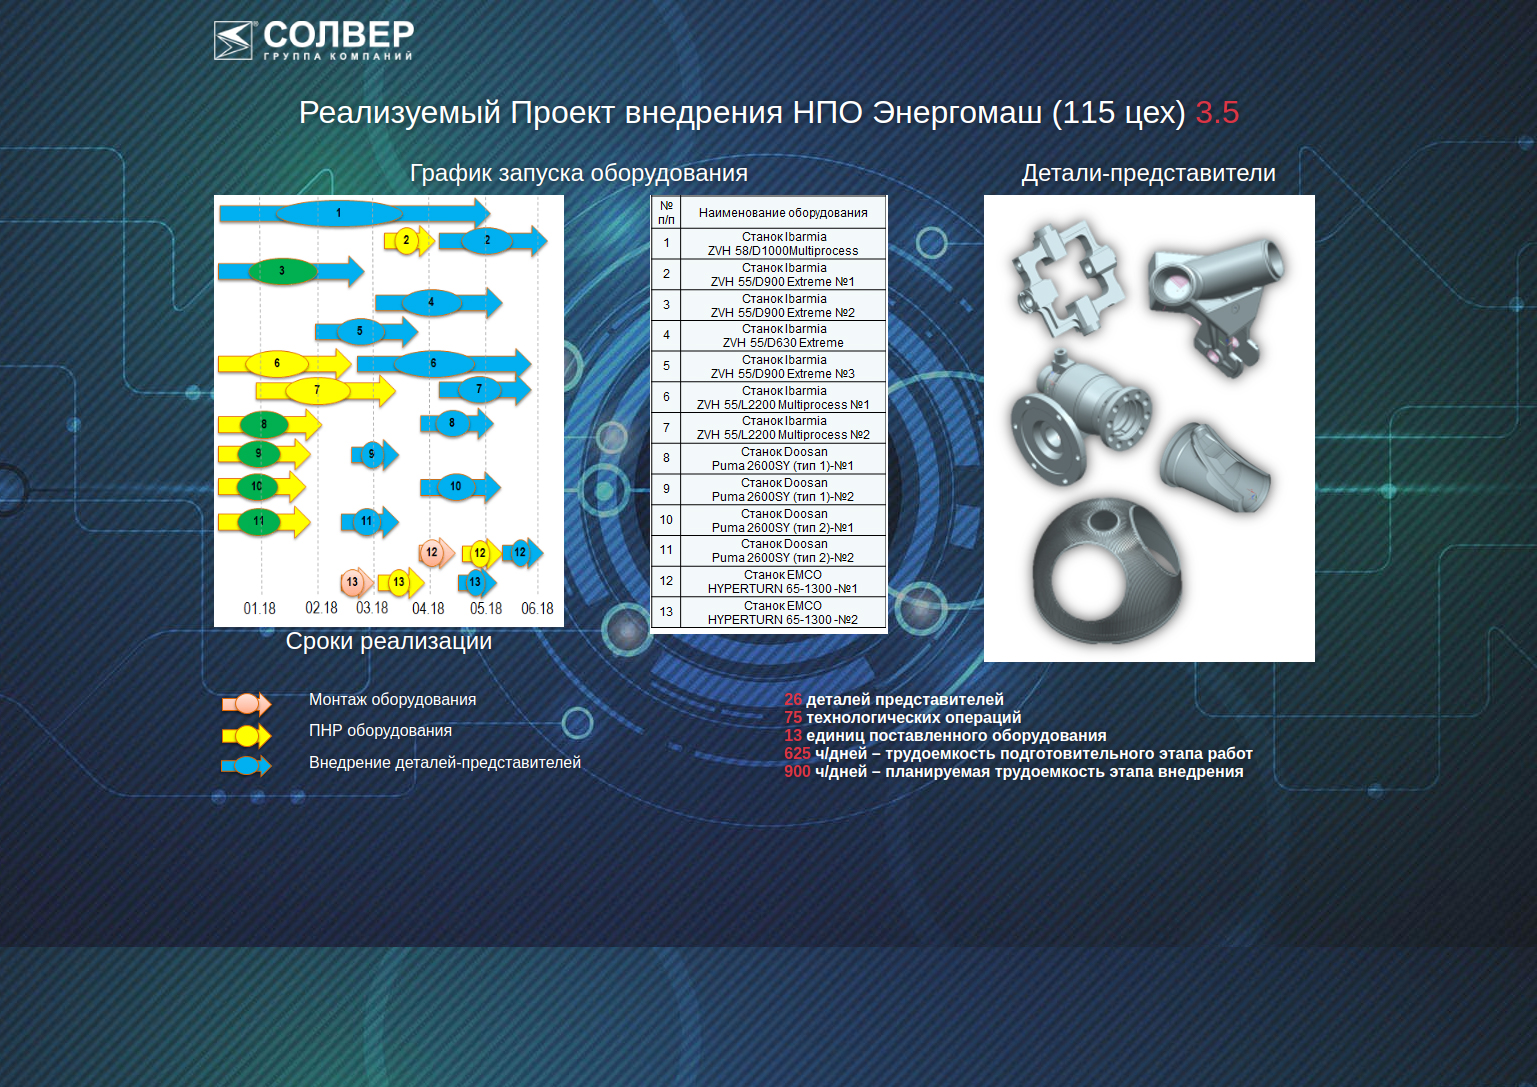 СОЛВЕР
ГРУППА КОМПАНИЙ
Реализуемый Проект внедрения НПО Энергомаш (115 цех) 3.5
График запуска оборудования
Детали-представители
1
2 2
3
4
5
6 6
7 7
8 8
9 9
10 10
11 11
12 12 12
13 13 13
01.18 02.18 03.18 04.18 05.18 06.18
№ п/п Наименование оборудования
1 Станок Ibarmia
ZVH 58/D1000Multiprocess
2 Станок Ibarmia
ZVH 55/D900 Extreme №1
3 Станок Ibarmia
ZVH 55/D900 Extreme №2
4 Станок Ibarmia
ZVH 55/D630 Extreme
5 Станок Ibarmia
ZVH 55/D900 Extreme №3
6 Станок Ibarmia
ZVH 55/L2200 Multiprocess №1
7 Станок Ibarmia
ZVH 55/L2200 Multiprocess №2
8 Станок Doosan
Puma 2600SY (тип 1)-№1
9 Станок Doosan
Puma 2600SY (тип 1)-№2
10 Станок Doosan
Puma 2600SY (тип 2)-№1
11 Станок Doosan
Puma 2600SY (тип 2)-№2
12 Станок EMCO
HYPERTURN 65-1300 -№1
13 Станок EMCO
HYPERTURN 65-1300 -№2
Сроки реализации
Монтаж оборудования
ПНР оборудования
Внедрение деталей-представителей
26 деталей представителей
75 технологических операций
13 единиц поставленного оборудования
625 ч/дней – трудоемкость подготовительного этапа работ
900 ч/дней – планируемая трудоемкость этапа внедрения